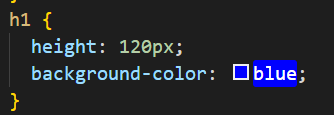 h1 {
height: 120px;
background-color: blue;
}